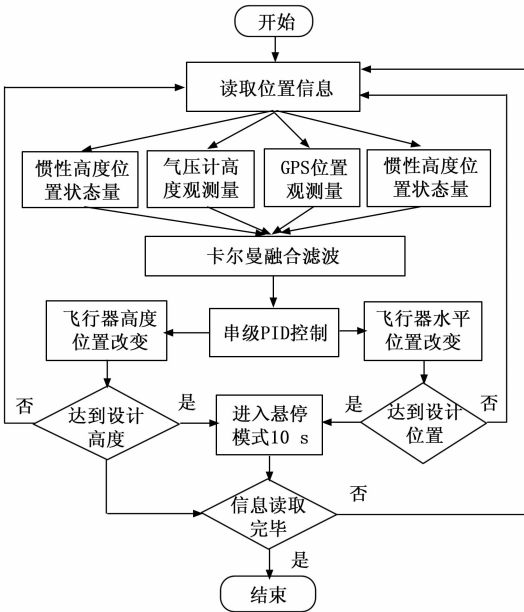 开始
读取位置信息
惯性高度位
置状态量
气压计高
度观测量
GPS位置
观测量
惯性高度位
置状态量
卡尔曼融合滤波
飞行器高度
位置改变
串级PID控制
飞行器水平
位置改变
否
达到设计
高度
是
进入悬停
模式10 s
是
达到设计
位置
否
信息读取
完毕
否
是
结束